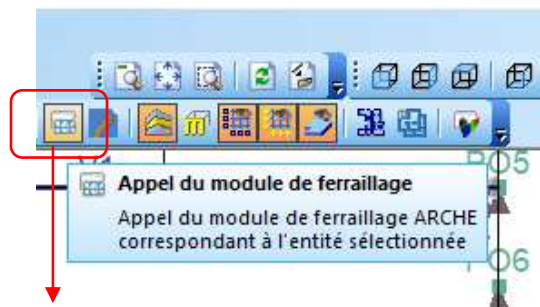 PO5
Appel du module de ferraillage
Appel du module de ferraillage ARCHE
correspondant à l'entité sélectionnée
PO6